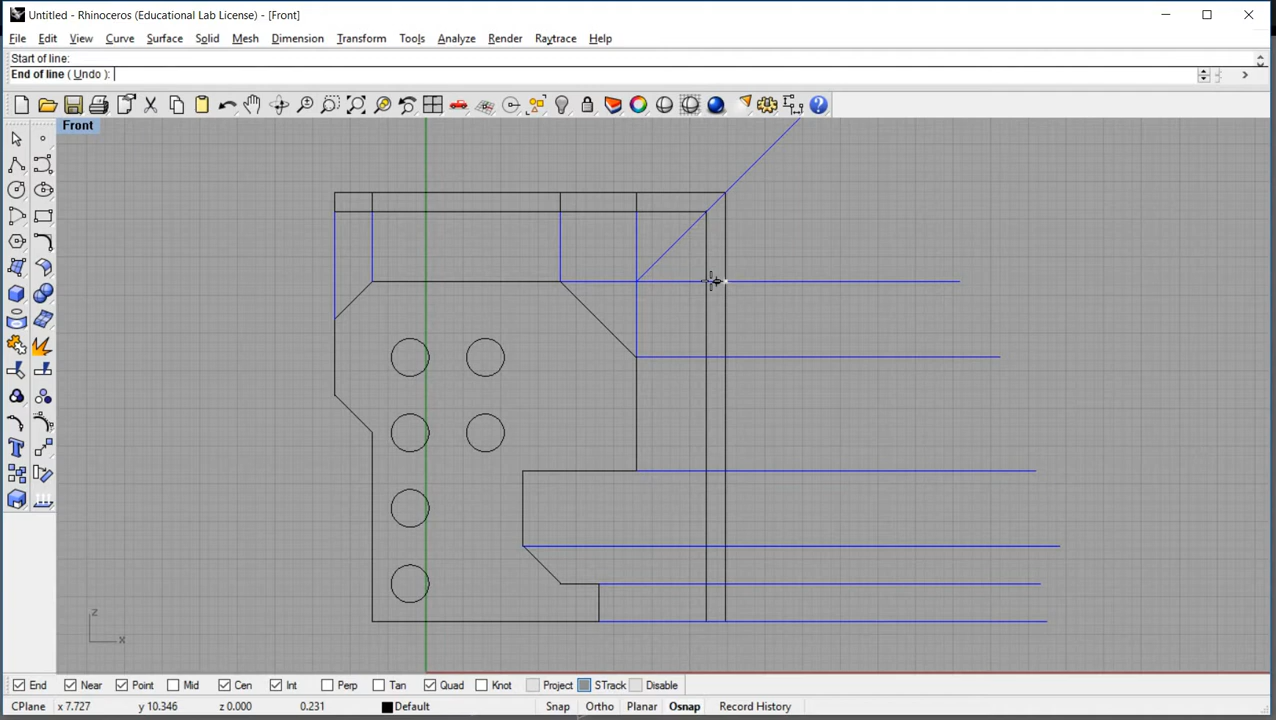 Untitled - Rhinoceros (Educational Lab License) - [Front]
File Edit View Curve Surface Solid Mesh Dimension Transform Tools Analyze Render Raytrace Help
Start of line:
End of line ( Undo ):
Front
z
x
End Near Point Mid Cen Int Perp Tan Quad Knot Project STrack Disable
CPlane x 7.727 y 10.346 z 0.000 0.231 Default Snap Ortho Planar Osnap Record History